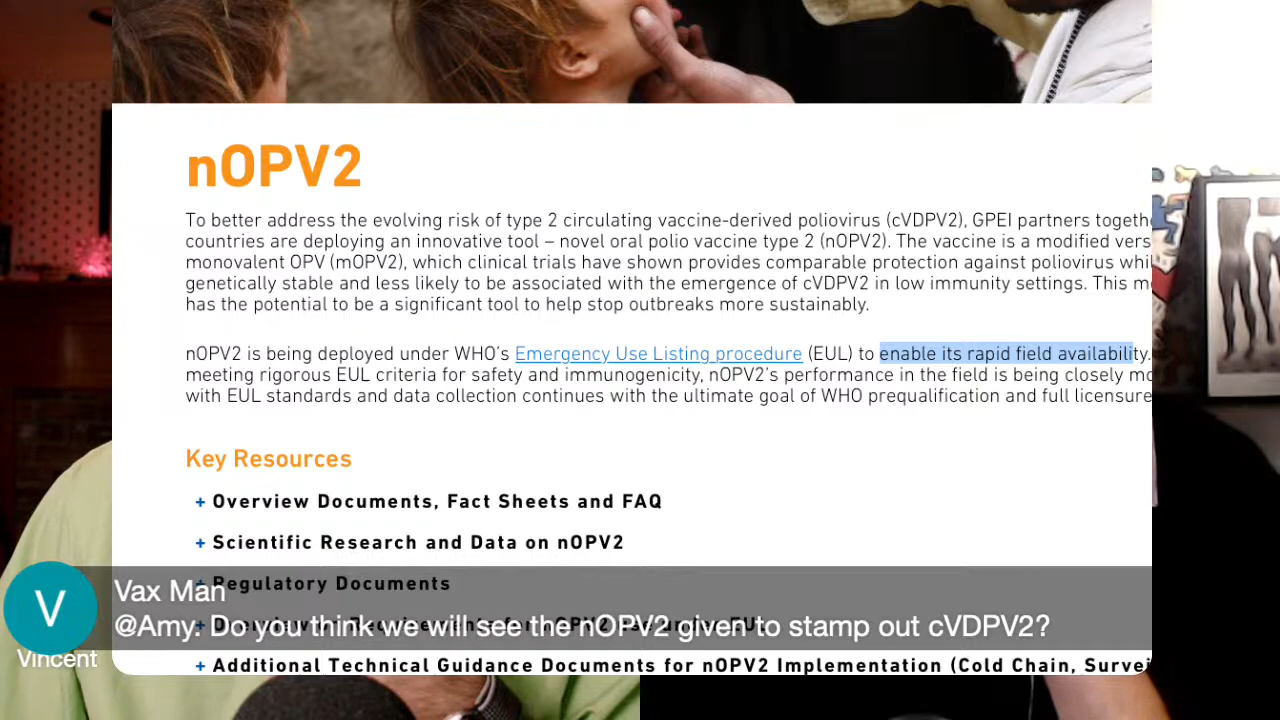 nOPV2
To better address the evolving risk of type 2 circulating vaccine-derived poliovirus (cVDPV2), GPEI partners
countries are deploying an innovative tool – novel oral polio vaccine type 2 (nOPV2). The vaccine is a modified
monovalent OPV (mOPV2), which clinical trials have shown provides comparable protection against poliovirus
genetically stable and less likely to be associated with the emergence of cVDPV2 in low immunity settings. This
has the potential to be a significant tool to help stop outbreaks more sustainably.
nOPV2 is being deployed under WHO’s Emergency Use Listing procedure (EUL) to enable its rapid field availability.
meeting rigorous EUL criteria for safety and immunogenicity, nOPV2’s performance in the field is being closely
with EUL standards and data collection continues with the ultimate goal of WHO prequalification and full licensure
Key Resources
+ Overview Documents, Fact Sheets and FAQ
+ Scientific Research and Data on nOPV2
+ Regulatory Documents
V
Vax Man
@Amy: Do you think we will see the nOPV2 given to stamp out cVDPV2?
Vincent
+ Additional Technical Guidance Documents for nOPV2 Implementation (Cold Chain,